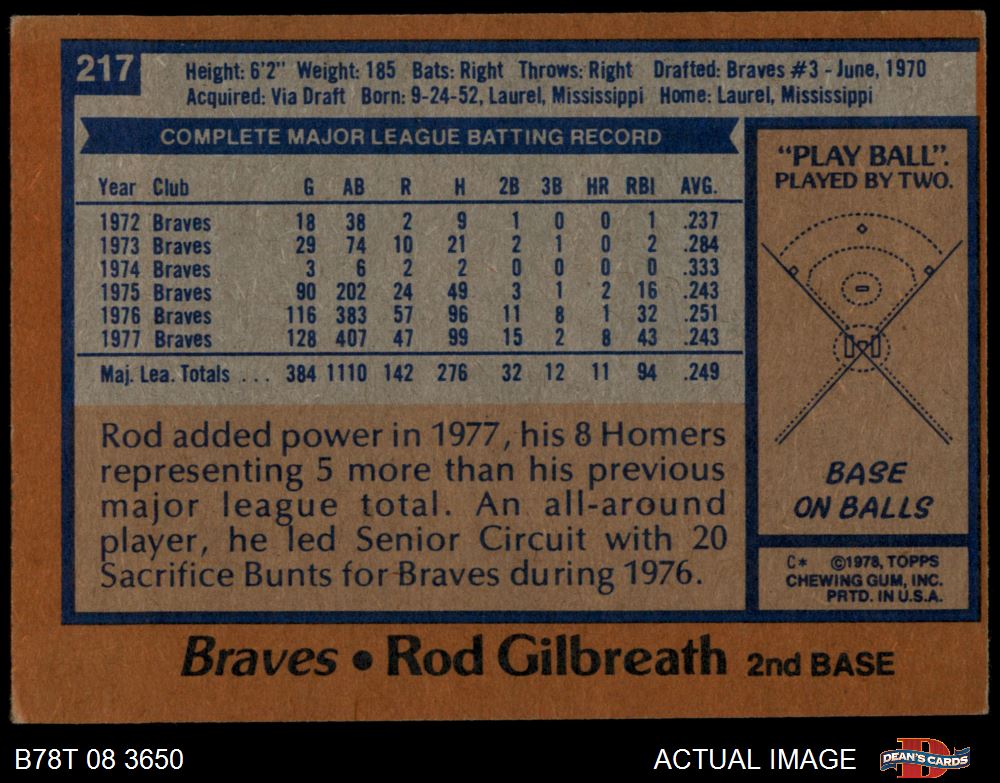 217
Height: 6'2" Weight: 185 Bats: Right Throws: Right Drafted: Braves #3 - June, 1970
Acquired: Via Draft Born: 9-24-52, Laurel, Mississippi Home: Laurel, Mississippi
COMPLETE MAJOR LEAGUE BATTING RECORD
Year Club G AB R H 2B 3B HR RBI AVG.
1972 Braves 18 38 2 9 1 0 0 1 .237
1973 Braves 29 74 10 21 2 1 0 2 .284
1974 Braves 3 6 2 2 0 0 0 0 .333
1975 Braves 90 202 24 49 3 1 2 16 .243
1976 Braves 116 383 57 96 11 8 1 32 .251
1977 Braves 128 407 47 99 15 2 8 43 .243
Maj. Lea. Totals ... 384 1110 142 276 32 12 11 94 .249
Rod added power in 1977, his 8 Homers
representing 5 more than his previous
major league total. An all-around
player, he led Senior Circuit with 20
Sacrifice Bunts for Braves during 1976.
"PLAY BALL".
PLAYED BY TWO.
BASE
ON BALLS
C* ©1978, TOPPS
CHEWING GUM, INC.
PRTD. IN U.S.A.
Braves • Rod Gilbreath 2nd BASE
B78T 08 3650
ACTUAL IMAGE
D
DEAN'S CARDS